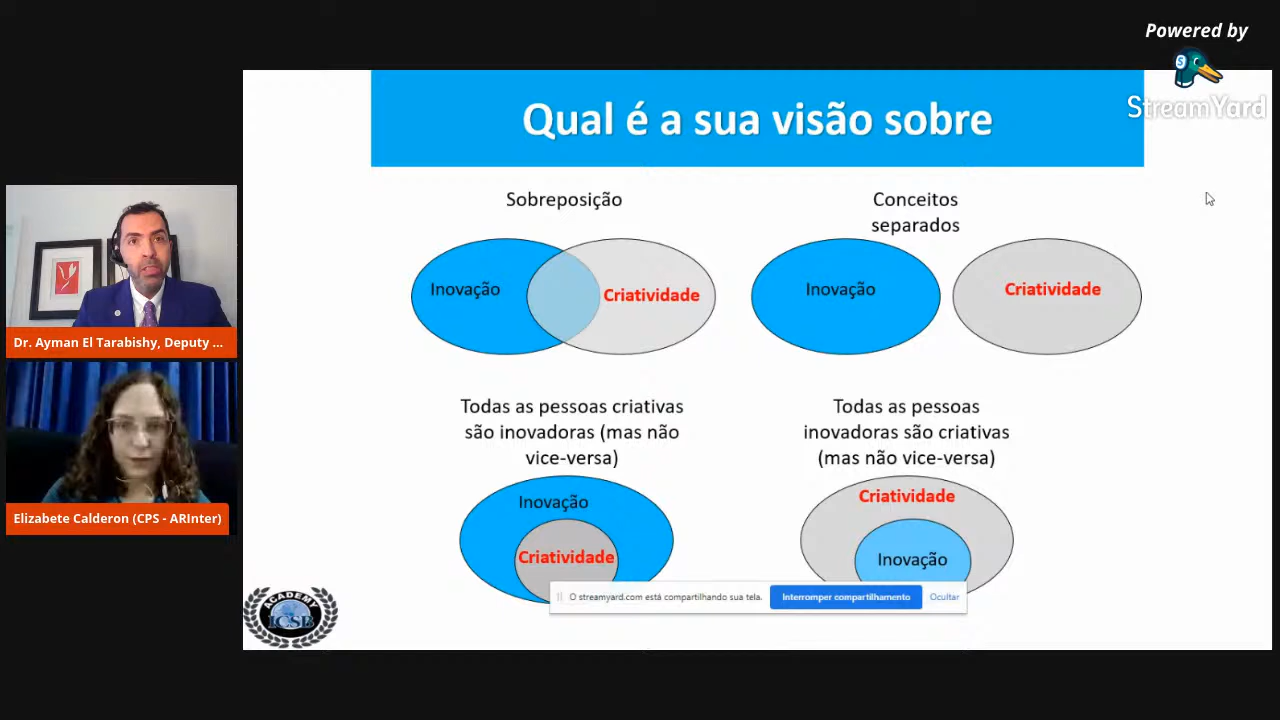 Powered by
StreamYard
Qual é a sua visão sobre
Sobreposição
Conceitos
separados
Inovação
Criatividade
Inovação
Criatividade
Dr. Ayman El Tarabishy, Deputy ...
Elizabete Calderon (CPS - ARInter)
Todas as pessoas criativas
são inovadoras (mas não
vice-versa)
Todas as pessoas
inovadoras são criativas
(mas não vice-versa)
Inovação
Criatividade
Criatividade
Inovação
O streamyard.com está compartilhando sua tela.
Interromper compartilhamento
Ocultar
ACADEMY
ICSB